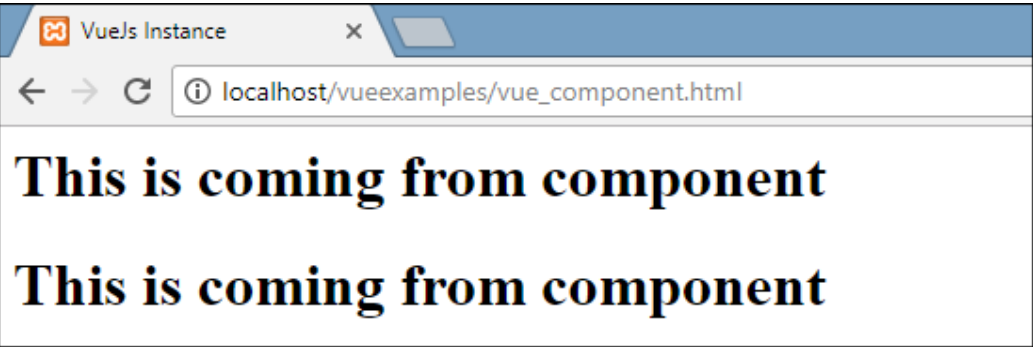 VueJs Instance
localhost/vueexamples/vue_component.html
This is coming from component
This is coming from component